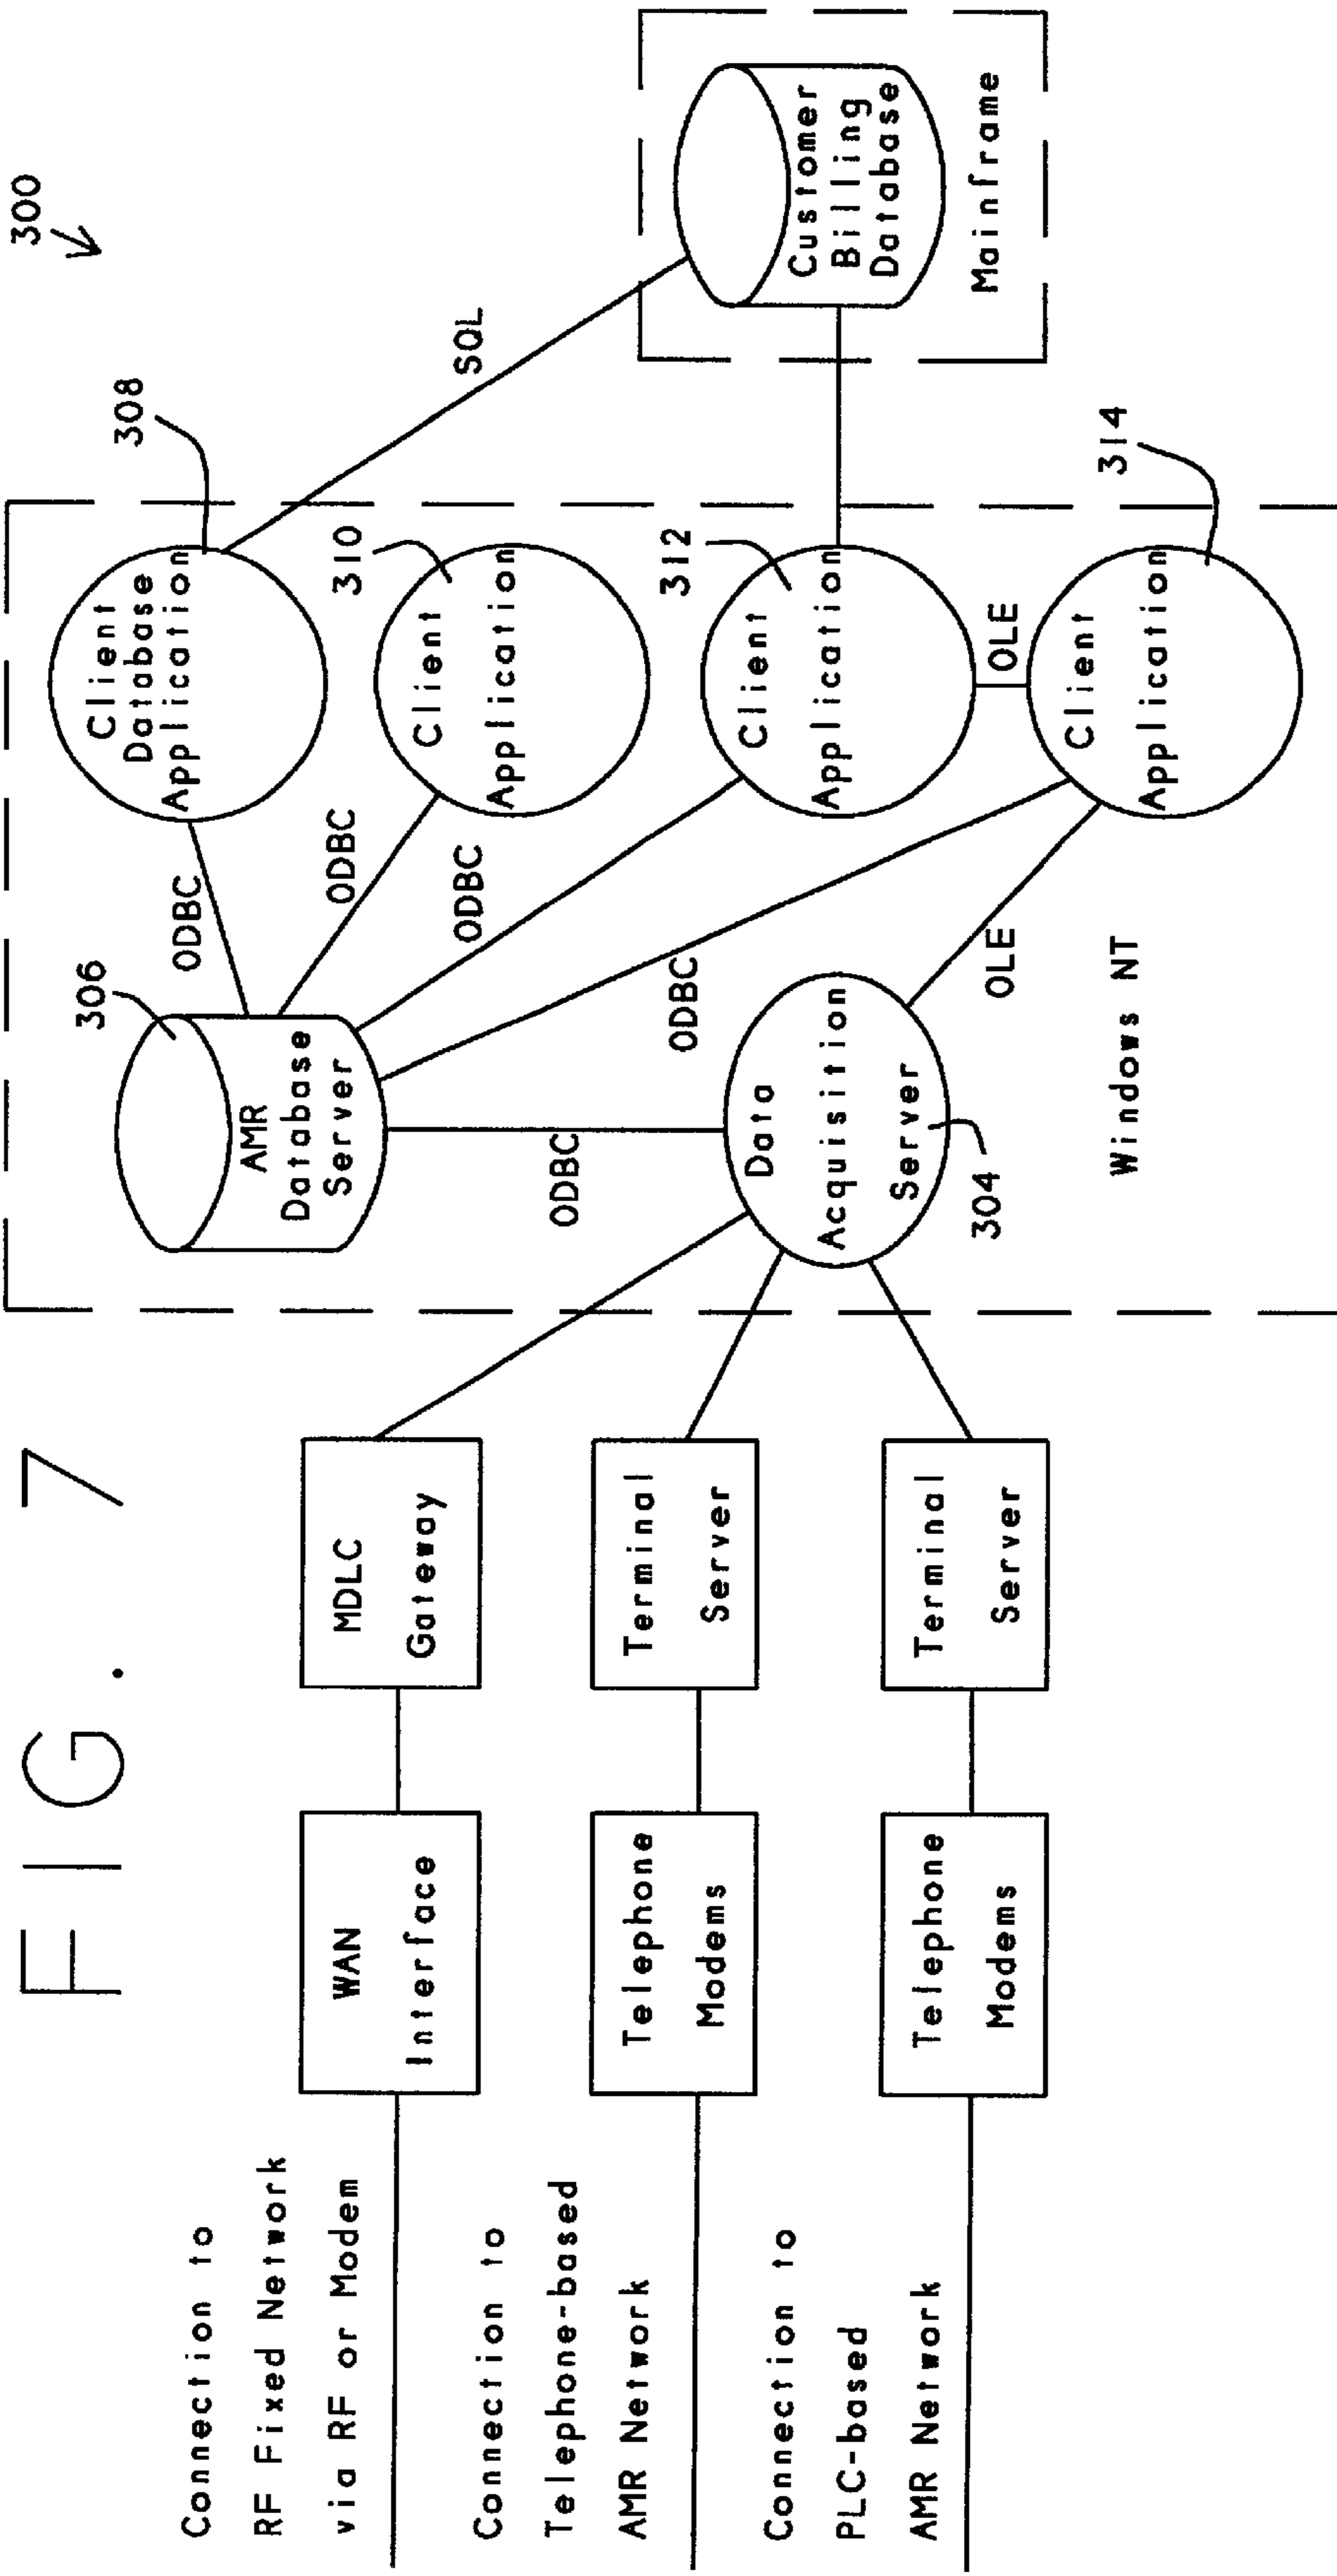 FIG. 7
300
Connection to
RF Fixed Network
via RF or Modem
WAN
Interface
MDLC
Gateway
Connection to
Telephone-based
AMR Network
Telephone
Modems
Terminal
Server
Connection to
PLC-based
AMR Network
Telephone
Modems
Terminal
Server
306
AMR
Database
Server
ODBC
ODBC
ODBC
ODBC
ODBC
Data
Acquisition
Server
304
OLE
Windows NT
Client
Database
Application
308
310
Client
Application
312
Client
Application
OLE
Client
Application
314
SQL
Customer
Billing
Database
Mainframe